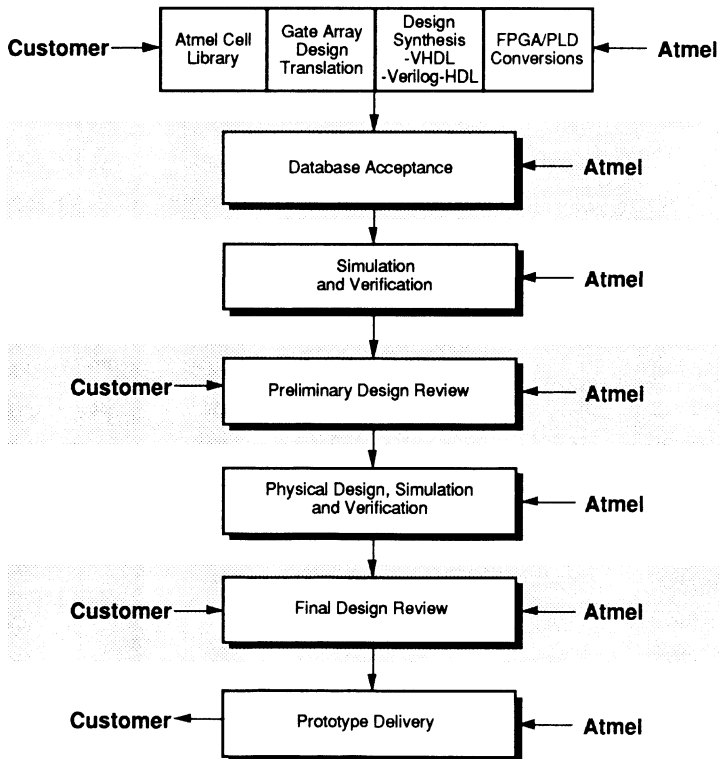 Customer
Atmel Cell
Library
Gate Array
Design
Translation
Design
Synthesis
-VHDL
-Verilog-HDL
FPGA/PLD
Conversions
Atmel
Database Acceptance
Atmel
Simulation
and Verification
Atmel
Customer
Preliminary Design Review
Atmel
Physical Design, Simulation
and Verification
Atmel
Customer
Final Design Review
Atmel
Customer
Prototype Delivery
Atmel